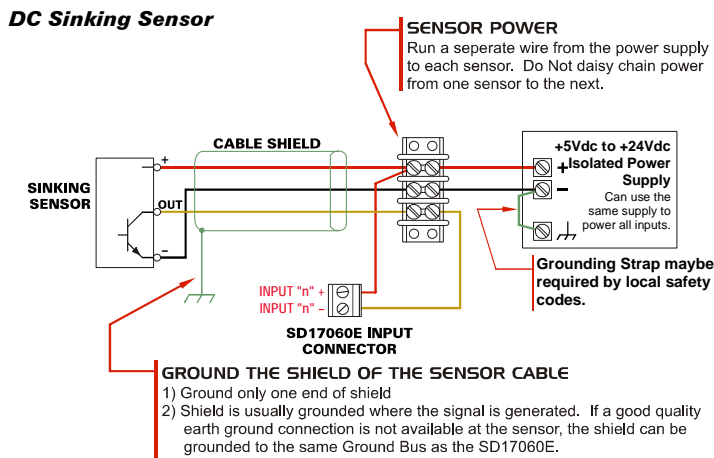 DC Sinking Sensor
SENSOR POWER
Run a seperate wire from the power supply
to each sensor.  Do Not daisy chain power
from one sensor to the next.
CABLE SHIELD
+
SINKING
SENSOR
OUT
–
+5Vdc to +24Vdc
Isolated Power
Supply
Can use the
same supply to
power all inputs.
+
–
Grounding Strap maybe
required by local safety
codes.
INPUT "n" +
INPUT "n" –
SD17060E INPUT
CONNECTOR
GROUND THE SHIELD OF THE SENSOR CABLE
1) Ground only one end of shield
2) Shield is usually grounded where the signal is generated.  If a good quality
earth ground connection is not available at the sensor, the shield can be
grounded to the same Ground Bus as the SD17060E.